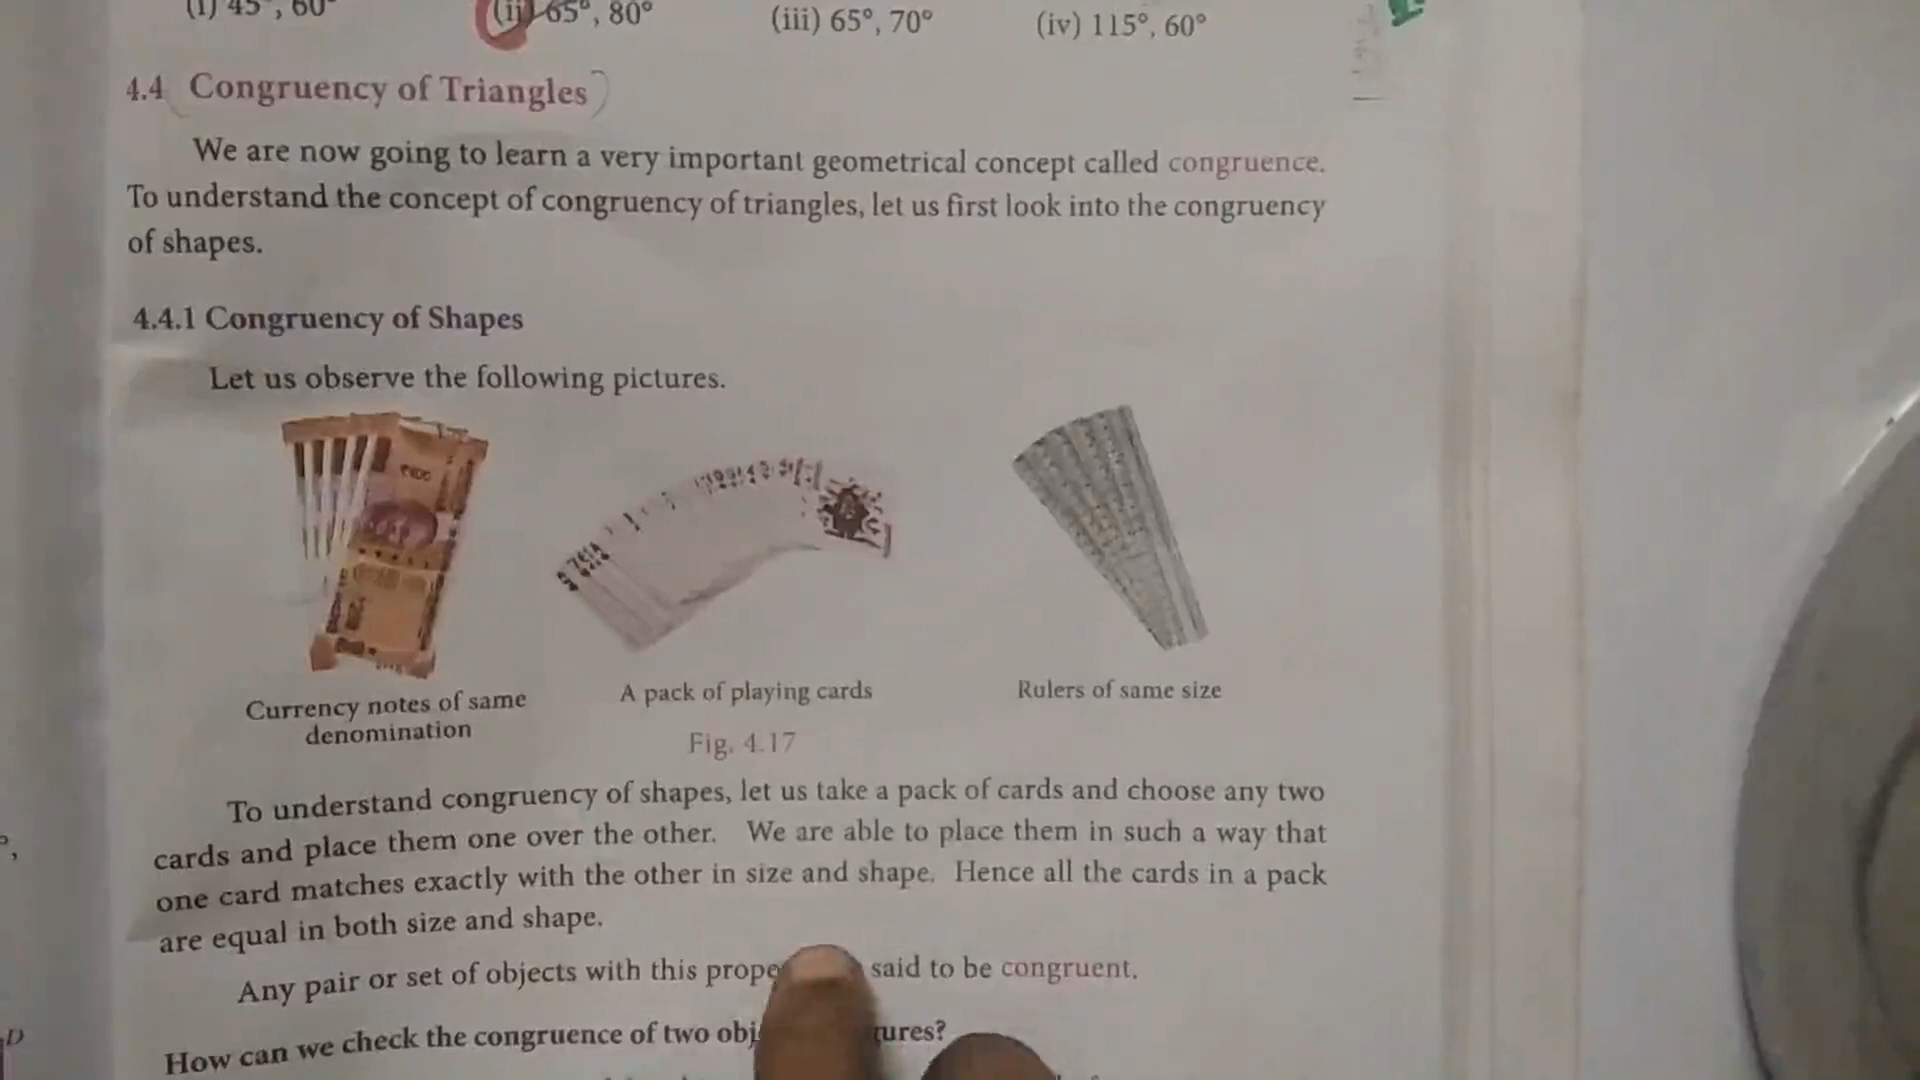 (i) 45°, 60°
(ii) 65°, 80°
(iii) 65°, 70°
(iv) 115°, 60°
4.4 Congruency of Triangles
We are now going to learn a very important geometrical concept called congruence.
To understand the concept of congruency of triangles, let us first look into the congruency
of shapes.
4.4.1 Congruency of Shapes
Let us observe the following pictures.
Currency notes of same
denomination
A pack of playing cards
Rulers of same size
Fig. 4.17
To understand congruency of shapes, let us take a pack of cards and choose any two
cards and place them one over the other. We are able to place them in such a way that
one card matches exactly with the other in size and shape. Hence all the cards in a pack
are equal in both size and shape.
Any pair or set of objects with this prope said to be congruent.
How can we check the congruence of two obj ures?
D